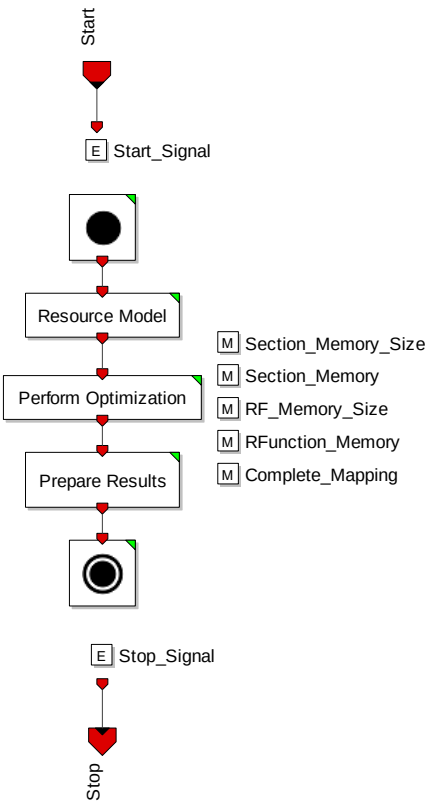 Start
E Start_Signal
Resource Model
M Section_Memory_Size
Perform Optimization
M Section_Memory
M RF_Memory_Size
M RFunction_Memory
Prepare Results
M Complete_Mapping
E Stop_Signal
Stop